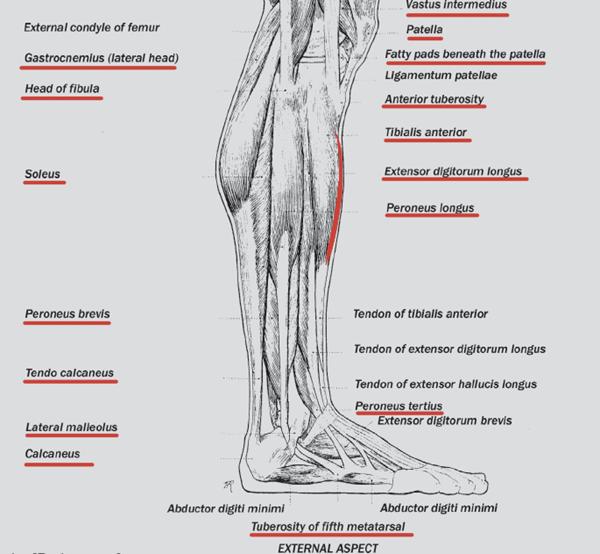 Vastus intermedius
External condyle of femur
Patella
Gastrocnemius (lateral head)
Fatty pads beneath the patella
Ligamentum patellae
Head of fibula
Anterior tuberosity
Tibialis anterior
Soleus
Extensor digitorum longus
Peroneus longus
Peroneus brevis
Tendon of tibialis anterior
Tendon of extensor digitorum longus
Tendo calcaneus
Tendon of extensor hallucis longus
Peroneus tertius
Extensor digitorum brevis
Lateral malleolus
Calcaneus
Abductor digiti minimi
Abductor digiti minimi
Tuberosity of fifth metatarsal
EXTERNAL ASPECT